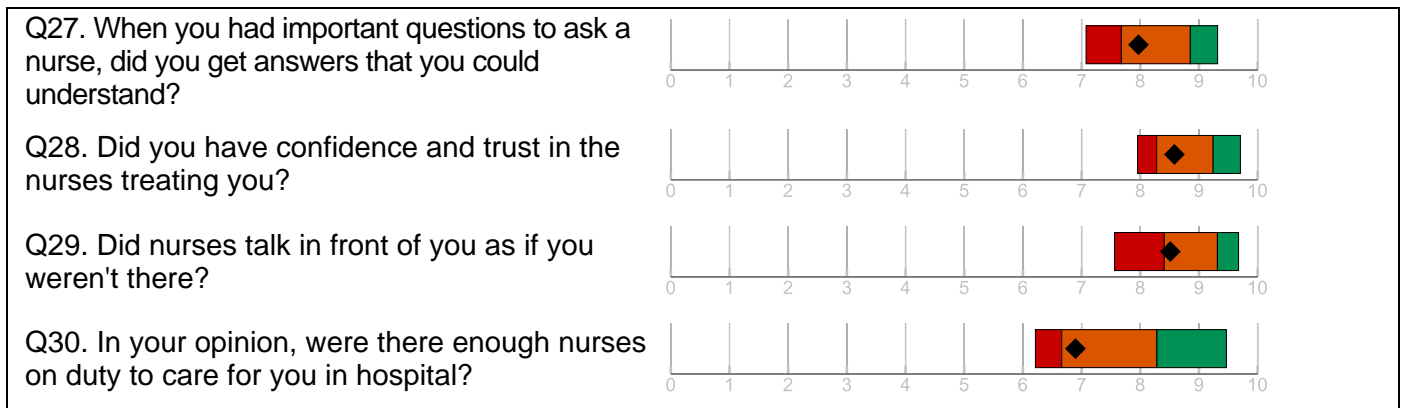 Q27. When you had important questions to ask a
nurse, did you get answers that you could
understand?
0 1 2 3 4 5 6 7 8 9 10
Q28. Did you have confidence and trust in the
nurses treating you?
0 1 2 3 4 5 6 7 8 9 10
Q29. Did nurses talk in front of you as if you
weren't there?
0 1 2 3 4 5 6 7 8 9 10
Q30. In your opinion, were there enough nurses
on duty to care for you in hospital?
0 1 2 3 4 5 6 7 8 9 10